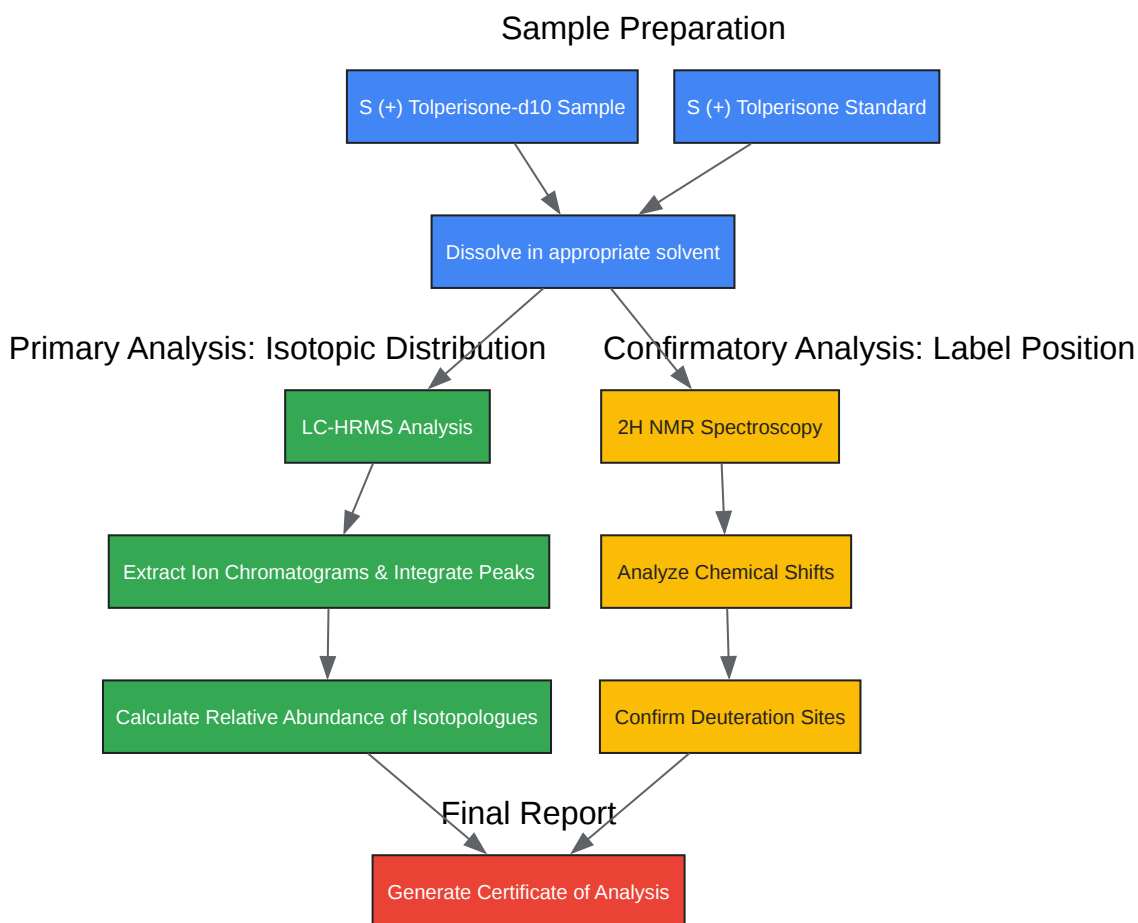 Sample Preparation
S (+) Tolperisone-d10 Sample
S (+) Tolperisone Standard
Dissolve in appropriate solvent
Primary Analysis: Isotopic Distribution
Confirmatory Analysis: Label Position
LC-HRMS Analysis
2H NMR Spectroscopy
Extract Ion Chromatograms & Integrate Peaks
Analyze Chemical Shifts
Calculate Relative Abundance of Isotopologues
Confirm Deuteration Sites
Final Report
Generate Certificate of Analysis